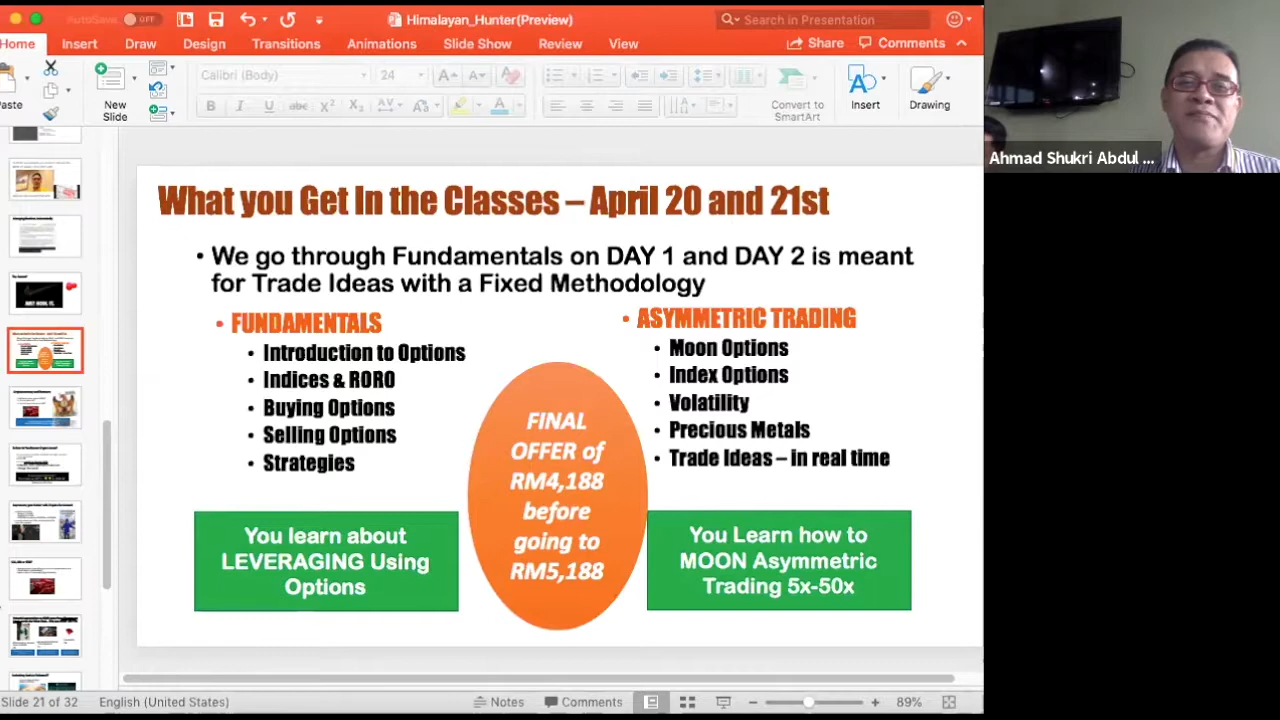 AutoSave OFF
Himalayan_Hunter(Preview)
Search in Presentation
Home Insert Draw Design Transitions Animations Slide Show Review View
Share Comments
Calibri (Body) 24
New
Slide
Convert to
SmartArt
Insert
Drawing
What you Get In the Classes – April 20 and 21st
• We go through Fundamentals on DAY 1 and DAY 2 is meant
for Trade Ideas with a Fixed Methodology
• FUNDAMENTALS
• Introduction to Options
• Indices & RORO
• Buying Options
• Selling Options
• Strategies
You learn about
LEVERAGING Using
Options
FINAL
OFFER of
RM4,188
before
going to
RM5,188
• ASYMMETRIC TRADING
• Moon Options
• Index Options
• Volatility
• Precious Metals
• Trade Ideas – in real time
You Learn how to
MOON Asymmetric
Trading 5x-50x
Ahmad Shukri Abdul ...
Slide 21 of 32 English (United States)
Notes Comments 89%